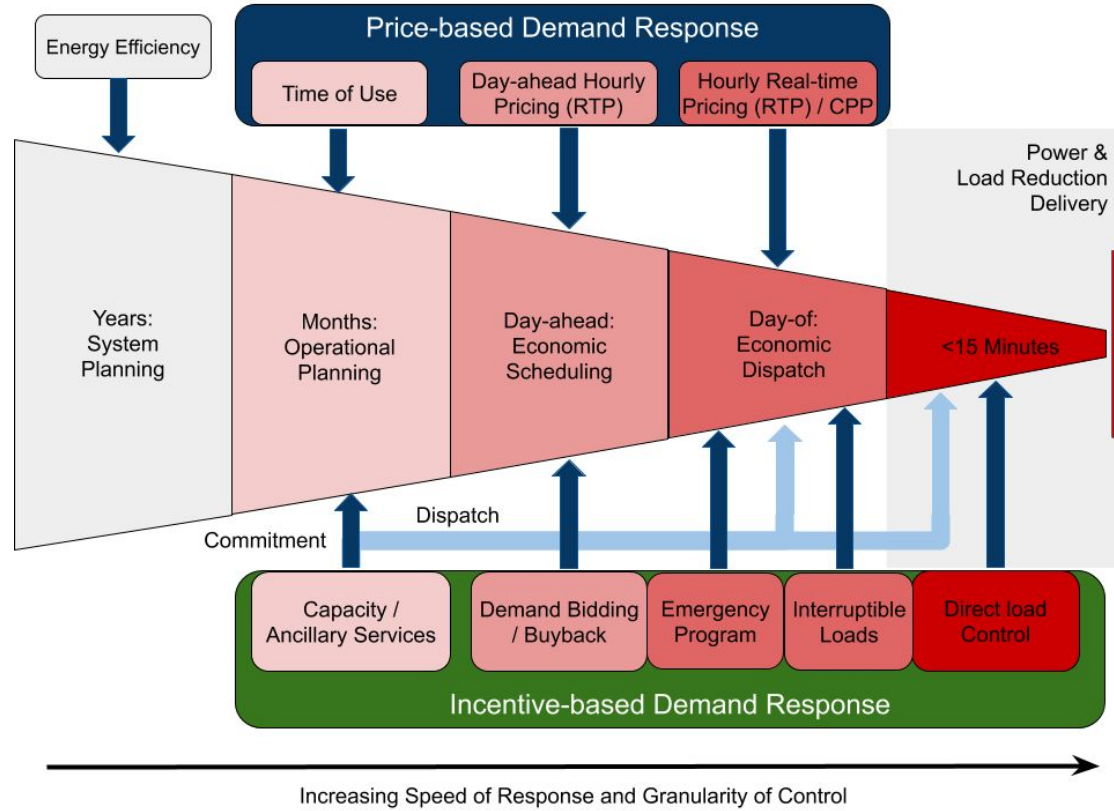 Energy Efficiency
Price-based Demand Response
Time of Use
Day-ahead Hourly
Pricing (RTP)
Hourly Real-time
Pricing (RTP) / CPP
Power &
Load Reduction
Delivery
Years:
System
Planning
Months:
Operational
Planning
Day-ahead:
Economic
Scheduling
Day-of:
Economic
Dispatch
<15 Minutes
Commitment
Dispatch
Capacity /
Ancillary Services
Demand Bidding
/ Buyback
Emergency
Program
Interruptible
Loads
Direct load
Control
Incentive-based Demand Response
Increasing Speed of Response and Granularity of Control